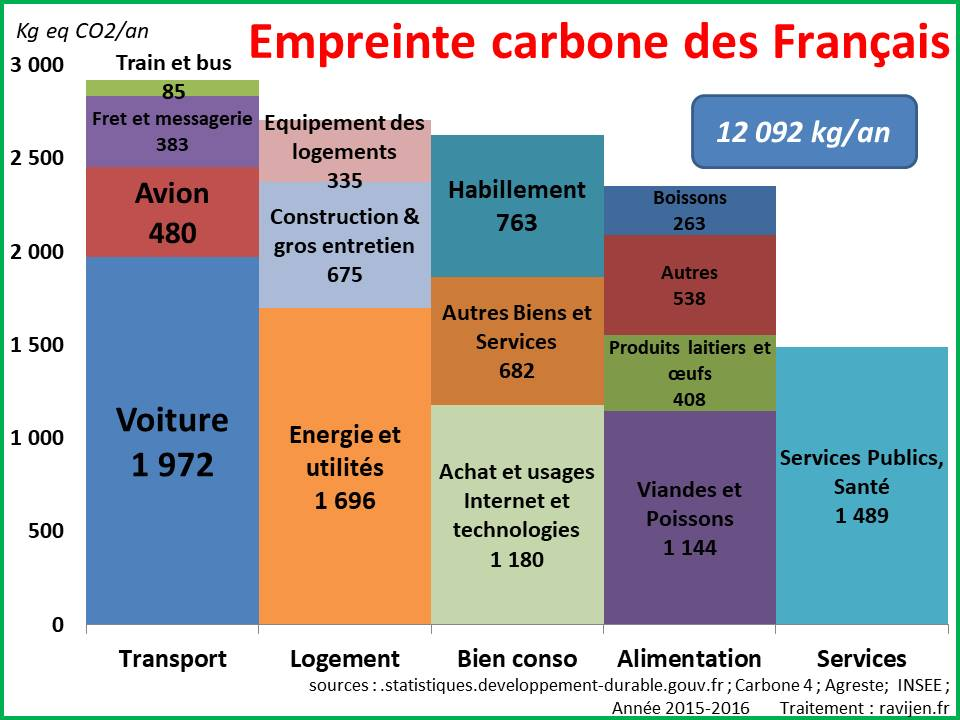 Kg eq CO2/an
Empreinte carbone des Français
12 092 kg/an
3 000
2 500
2 000
1 500
1 000
500
0
Train et bus
85
Fret et messagerie
383
Avion
480
Voiture
1 972
Equipement des
logements
335
Construction &
gros entretien
675
Energie et
utilités
1 696
Habillement
763
Autres Biens et
Services
682
Achat et usages
Internet et
technologies
1 180
Boissons
263
Autres
538
Produits laitiers et
œufs
408
Viandes et
Poissons
1 144
Services Publics,
Santé
1 489
Transport
Logement
Bien conso
Alimentation
Services
sources : .statistiques.developpement-durable.gouv.fr ; Carbone 4 ; Agreste; INSEE ;
Année 2015-2016 Traitement : ravijen.fr